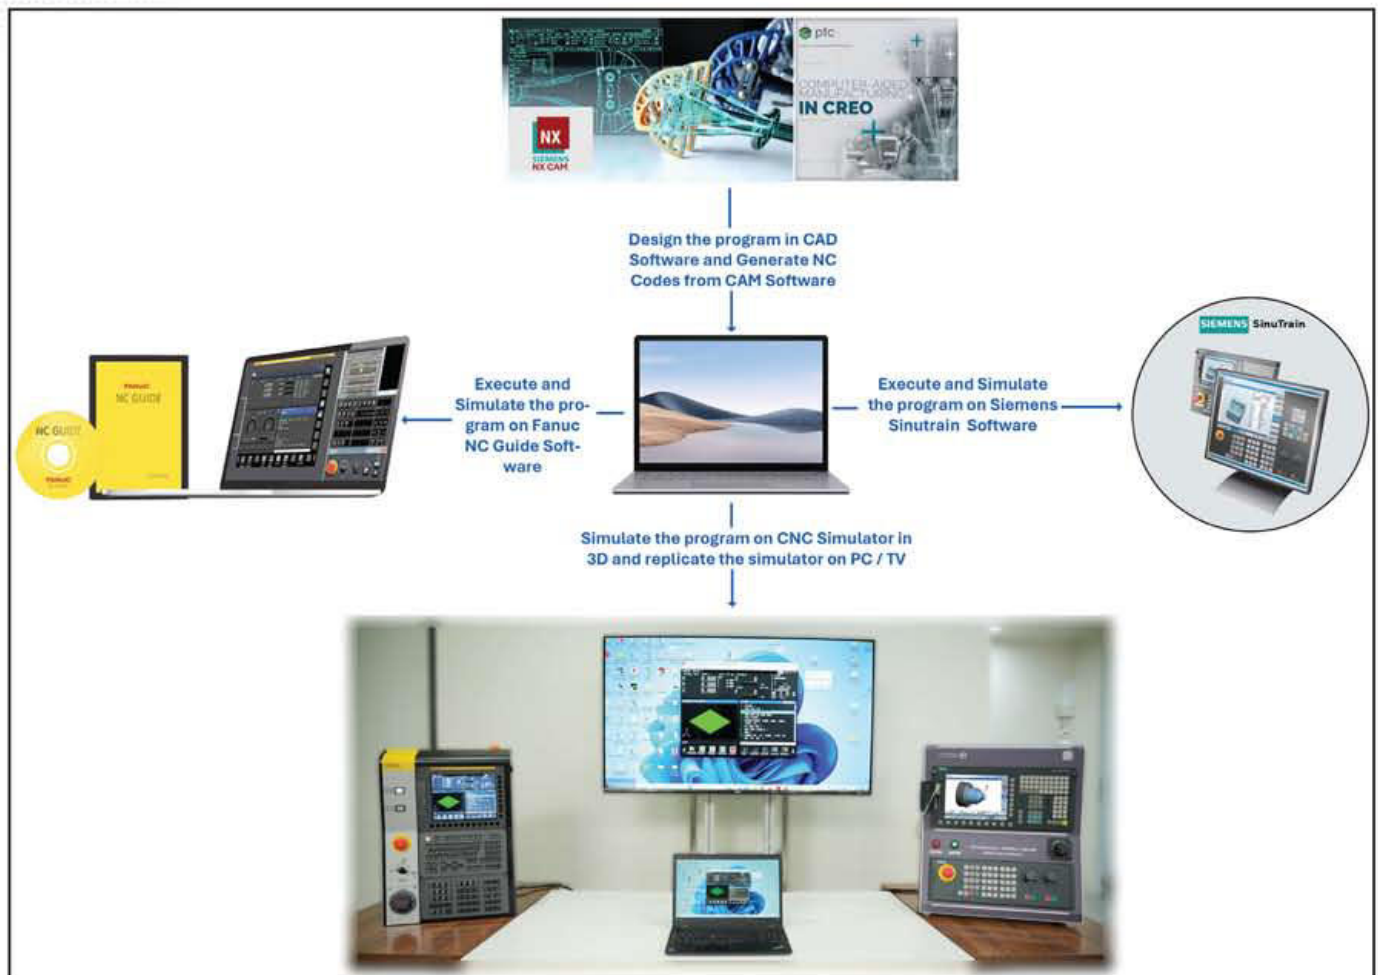 NX
SIEMENS
NX CAM
ptc
COMPUTER-AIDED
MANUFACTURING
IN CREO
Design the program in CAD
Software and Generate NC
Codes from CAM Software
SIEMENS SinuTrain
FANUC
NC GUIDE
NC GUIDE
FANUC
Execute and
Simulate the pro-
gram on Fanuc
NC Guide Soft-
ware
Execute and Simulate
the program on Siemens
Sinutrain Software
Simulate the program on CNC Simulator in
3D and replicate the simulator on PC / TV